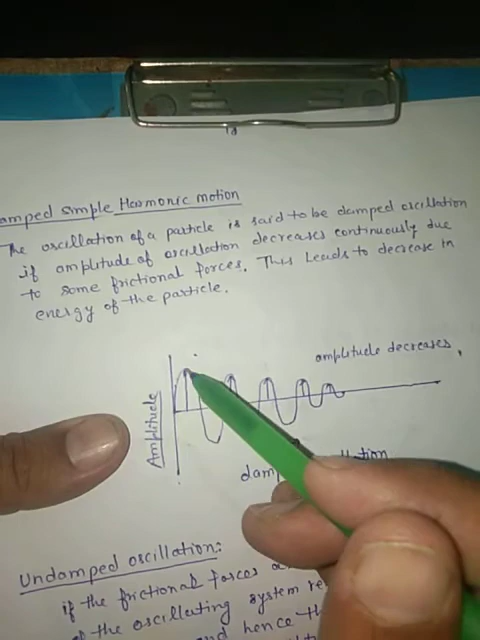 amped simple Harmonic motion
The oscillation of a particle is said to be damped oscillation
if amplitude of oscillation decreases continuously due
to some frictional forces. This leads to decrease in
energy of the particle.
amplitude decreases,
Amplitude
damp
Undamped oscillation:
if the frictional forces a
the oscillating system re
and hence th